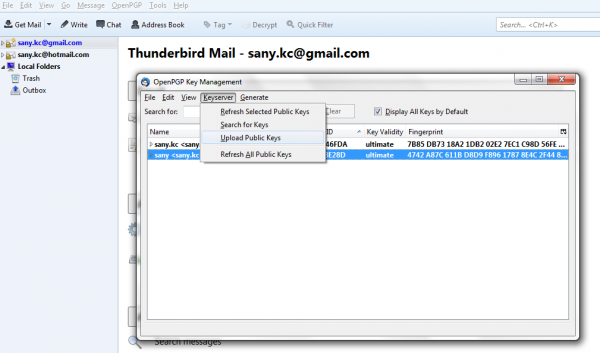 File Edit View Go Message OpenPGP Tools Help
Get Mail Write Chat Address Book Tag Decrypt Quick Filter Search... <Ctrl+K>
sany.kc@gmail.com
sany.kc@hotmail.com
Local Folders
Trash
Outbox
Thunderbird Mail - sany.kc@gmail.com
OpenPGP Key Management
File Edit View Keyserver Generate
Search for: Clear Display All Keys by Default
Refresh Selected Public Keys
Search for Keys
Upload Public Keys
Refresh All Public Keys
Name ID Key Validity Fingerprint
sany.kc <sany 46FDA ultimate 7B85 DB73 18A2 1DB2 02E2 7EC1 C98D 56FE ...
sany <sany.kc E28D ultimate 4742 A87C 611B D8D9 F896 1787 8E4C 2F44 8...
Search messages